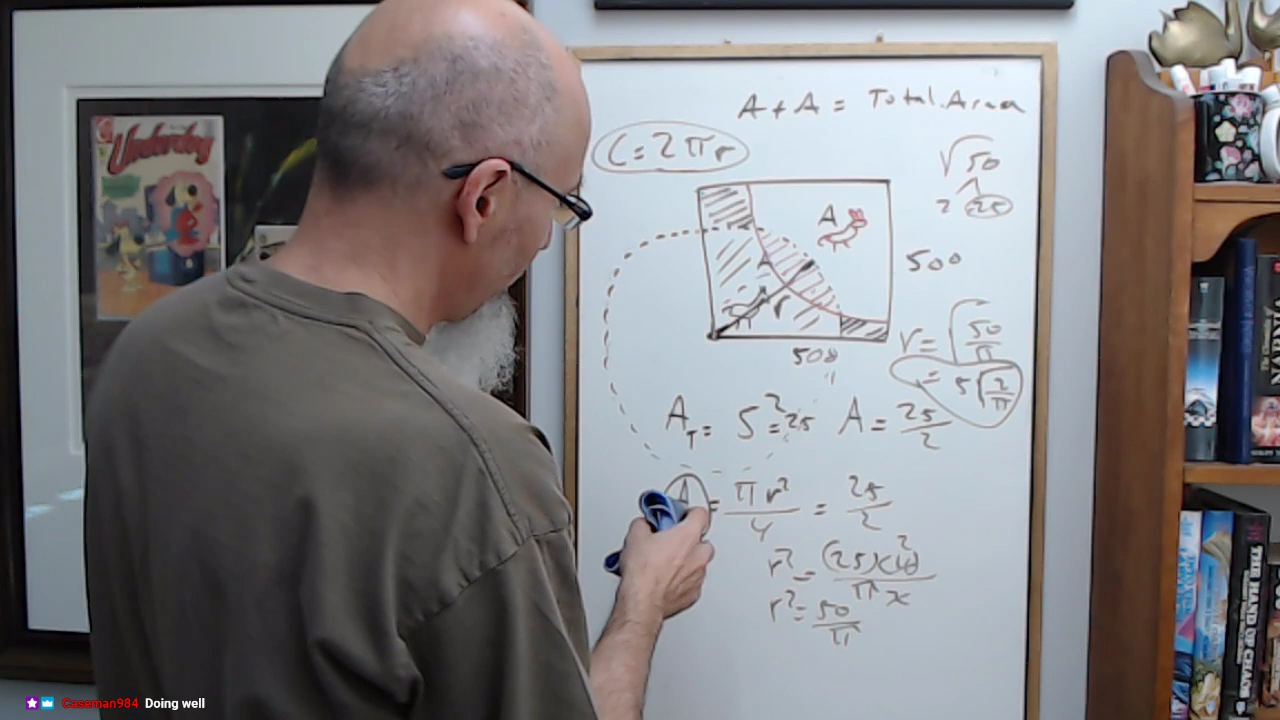 A + A = Total Area
C = 2πr
√50
2 25
A
500
r
500
r = √50/π
= 5√2/π
A_T = 5² = 25
A = 25/2
A = πr²/4 = 25/2
r² = (25)(4)²/π2
r² = 50/π
Underdog
THE HAND OF CHAOS
Caseman984 Doing well